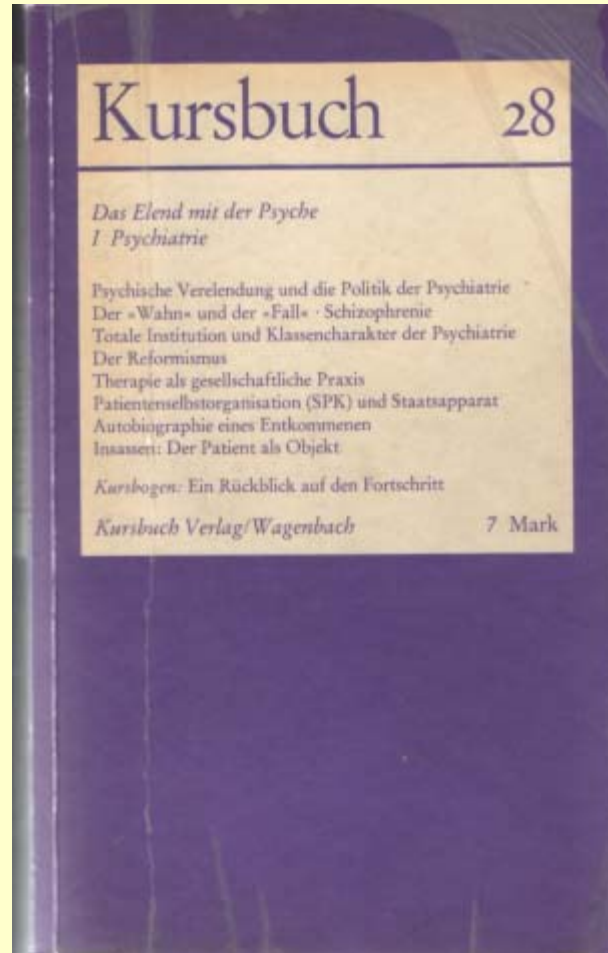 Kursbuch 28
Das Elend mit der Psyche
I Psychiatrie
Psychische Verelendung und die Politik der Psychiatrie
Der »Wahn« und der »Fall« · Schizophrenie
Totale Institution und Klassencharakter der Psychiatrie
Der Reformismus
Therapie als gesellschaftliche Praxis
Patientenselbstorganisation (SPK) und Staatsapparat
Autobiographie eines Entkommenen
Insassen: Der Patient als Objekt
Kursbogen: Ein Rückblick auf den Fortschritt
Kursbuch Verlag/Wagenbach 7 Mark